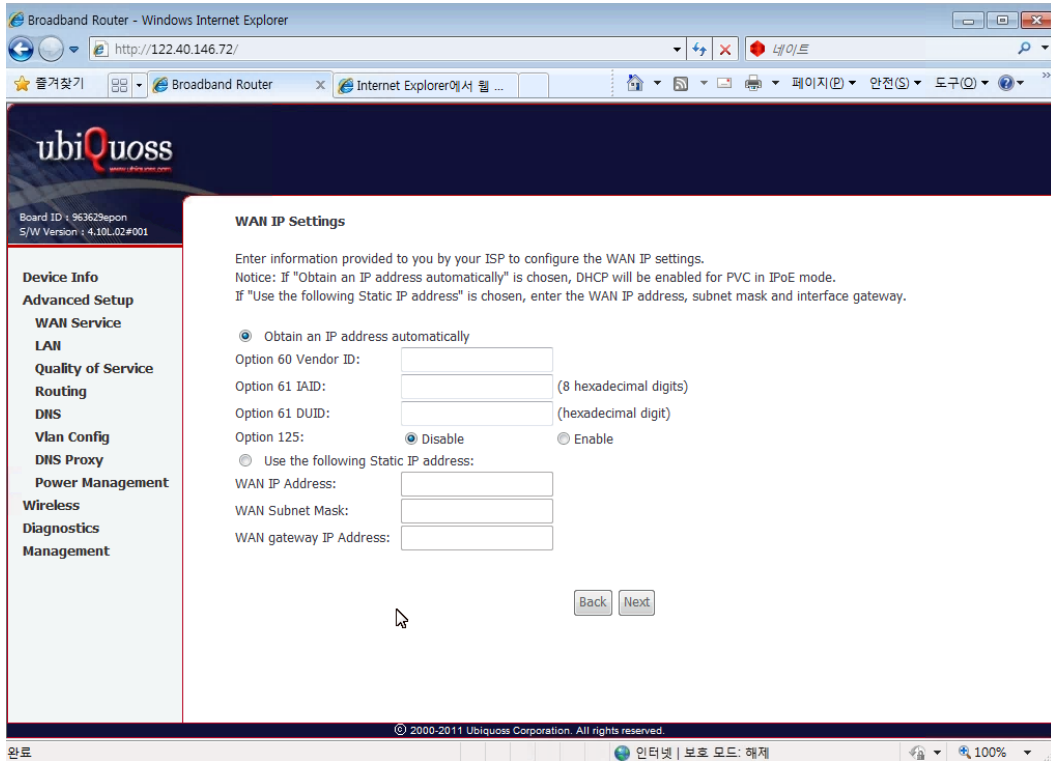 Broadband Router - Windows Internet Explorer
http://122.40.146.72/
네이트
즐겨찾기
Broadband Router
Internet Explorer에서 웹 ...
페이지(P) 안전(S) 도구(O)
ubiQuoss
www.ubiquoss.com
Board ID : 963629epon
S/W Version : 4.10L.02#001
Device Info
Advanced Setup
WAN Service
LAN
Quality of Service
Routing
DNS
Vlan Config
DNS Proxy
Power Management
Wireless
Diagnostics
Management
WAN IP Settings
Enter information provided to you by your ISP to configure the WAN IP settings.
Notice: If "Obtain an IP address automatically" is chosen, DHCP will be enabled for PVC in IPoE mode.
If "Use the following Static IP address" is chosen, enter the WAN IP address, subnet mask and interface gateway.
Obtain an IP address automatically
Option 60 Vendor ID:
Option 61 IAID: (8 hexadecimal digits)
Option 61 DUID: (hexadecimal digit)
Option 125: Disable Enable
Use the following Static IP address:
WAN IP Address:
WAN Subnet Mask:
WAN gateway IP Address:
Back Next
© 2000-2011 Ubiquoss Corporation. All rights reserved.
완료
인터넷 | 보호 모드: 해제
100%